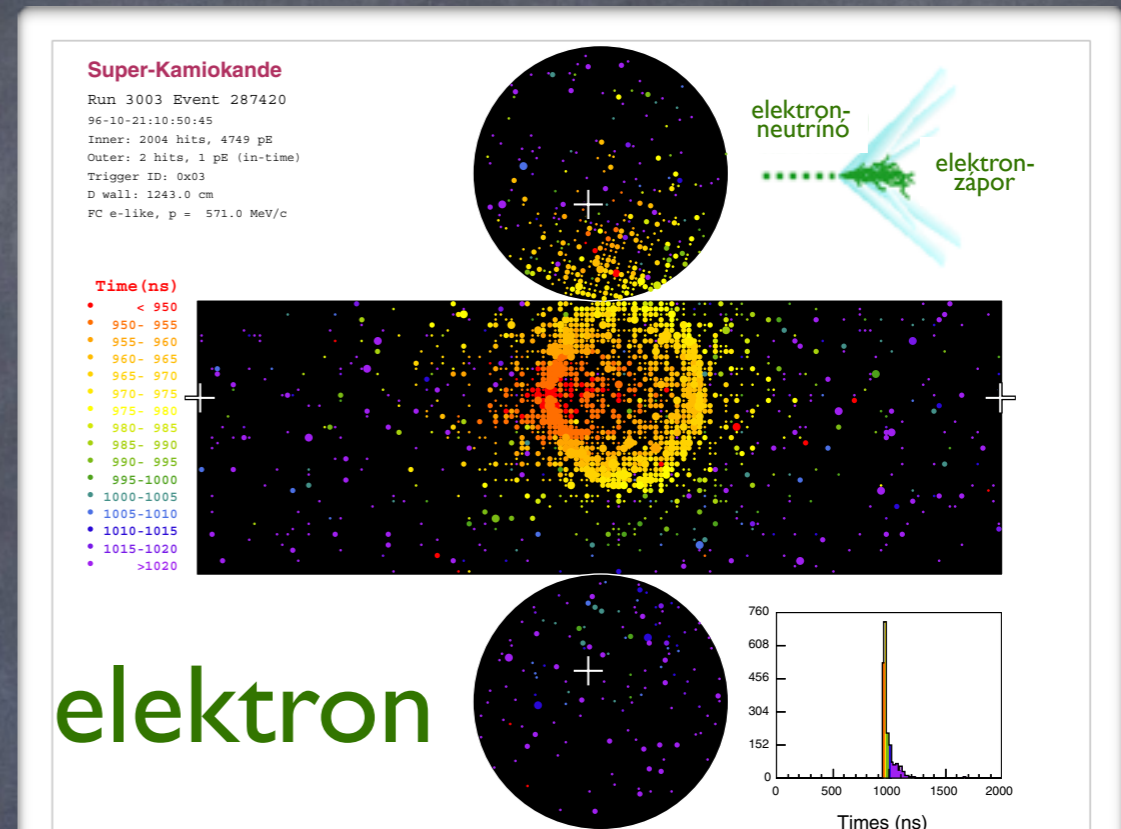 Super-Kamiokande
Run 3003 Event 287420
96-10-21:10:50:45
Inner: 2004 hits, 4749 pE
Outer: 2 hits, 1 pE (in-time)
Trigger ID: 0x03
D wall: 1243.0 cm
FC e-like, p =  571.0 MeV/c
elektron-
neutrínó
elektron-
zápor
Time(ns)
< 950
950- 955
955- 960
960- 965
965- 970
970- 975
975- 980
980- 985
985- 990
990- 995
995-1000
1000-1005
1005-1010
1010-1015
1015-1020
>1020
elektron
760
608
456
304
152
0
0 500 1000 1500 2000
Times (ns)